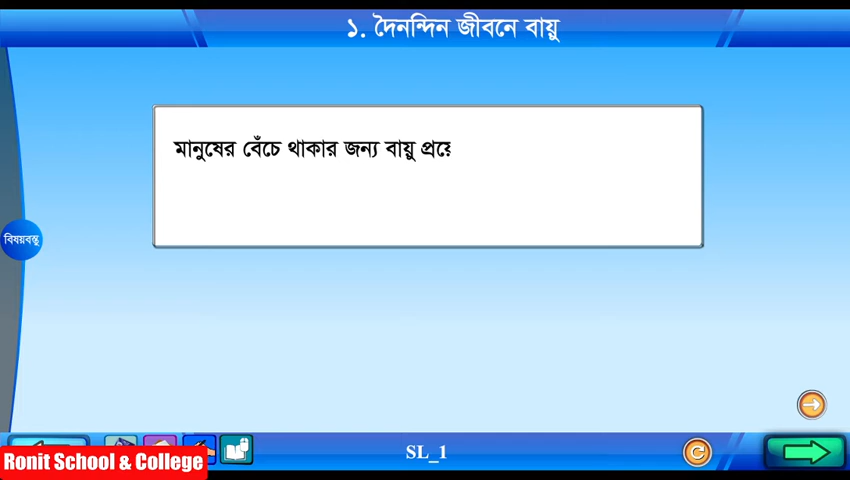 ১. দৈনন্দিন জীবনে বায়ু
মানুষের বেঁচে থাকার জন্য বায়ু প্রয়ে
বিষয়বস্তু
SL_1
Ronit School & College